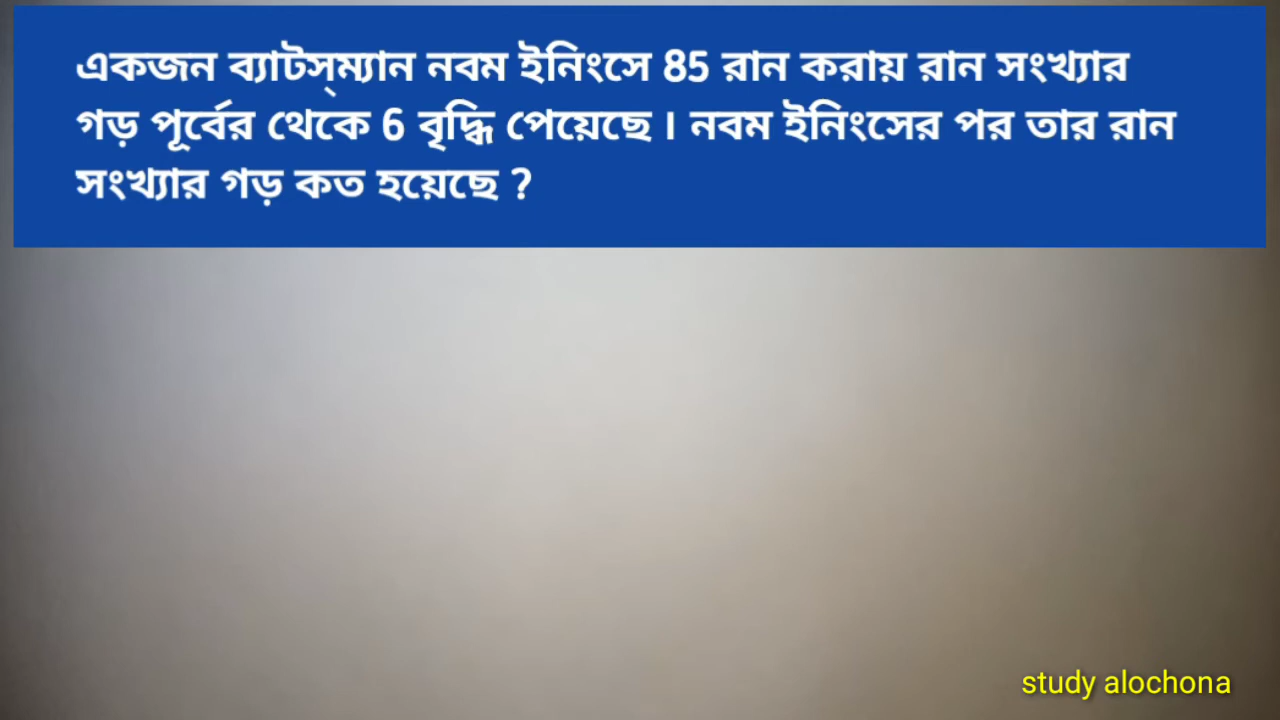 একজন ব্যাটস্‌ম্যান নবম ইনিংসে 85 রান করায় রান সংখ্যার
গড় পূর্বের থেকে 6 বৃদ্ধি পেয়েছে । নবম ইনিংসের পর তার রান
সংখ্যার গড় কত হয়েছে ?
study alochona